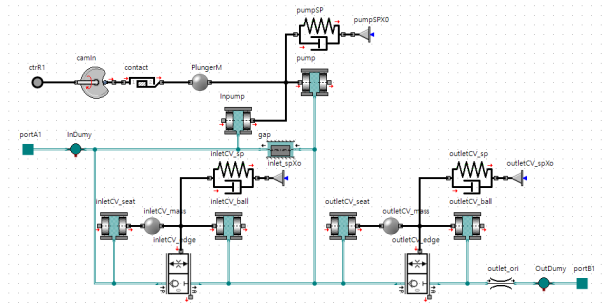 pumpSP
pumpSPX0
ctrR1
camIn
contact
PlungerM
pump
Inpump
portA1
InDumy
gap
inletCV_sp
inlet_spXo
outletCV_sp
outletCV_spXo
inletCV_seat
inletCV_mass
inletCV_ball
outletCV_seat
outletCV_mass
outletCV_ball
inletCV_edge
outletCV_edge
outlet_ori
OutDumy
portB1
P
A
P
A